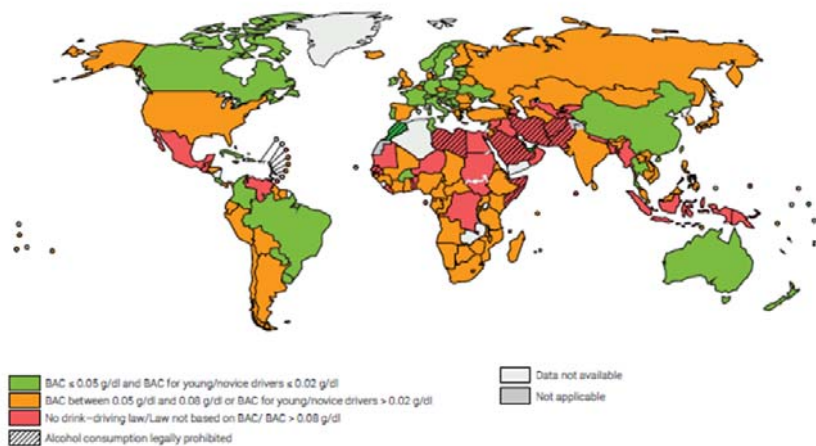 BAC ≤ 0.05 g/dl and BAC for young/novice drivers ≤ 0.02 g/dl
BAC between 0.05 g/dl and 0.08 g/dl or BAC for young/novice drivers > 0.02 g/dl
No drink–driving law/Law not based on BAC/ BAC > 0.08 g/dl
Alcohol consumption legally prohibited
Data not available
Not applicable